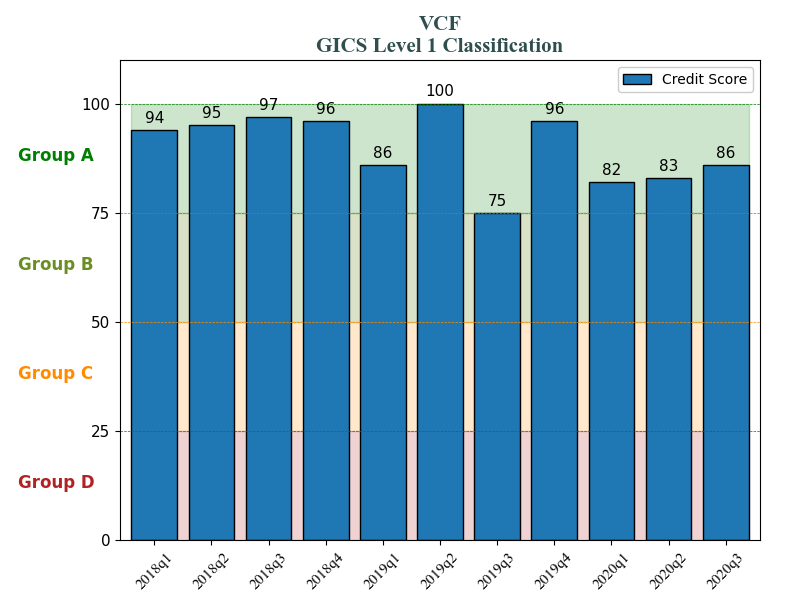 VCF
GICS Level 1 Classification
Credit Score
100
75
50
25
0
Group A
Group B
Group C
Group D
94
95
97
96
86
100
75
96
82
83
86
2018q1
2018q2
2018q3
2018q4
2019q1
2019q2
2019q3
2019q4
2020q1
2020q2
2020q3